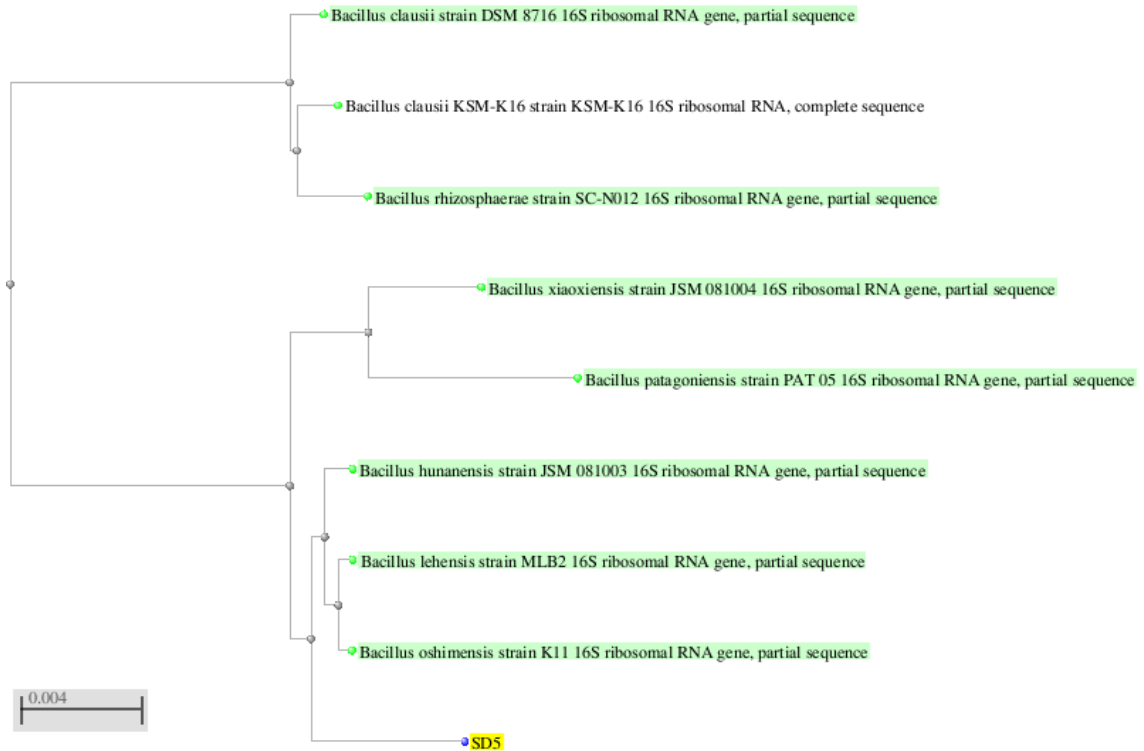 Bacillus clausii strain DSM 8716 16S ribosomal RNA gene, partial sequence
Bacillus clausii KSM-K16 strain KSM-K16 16S ribosomal RNA, complete sequence
Bacillus rhizosphaerae strain SC-N012 16S ribosomal RNA gene, partial sequence
Bacillus xiaoxiensis strain JSM 081004 16S ribosomal RNA gene, partial sequence
Bacillus patagoniensis strain PAT 05 16S ribosomal RNA gene, partial sequence
Bacillus hunanensis strain JSM 081003 16S ribosomal RNA gene, partial sequence
Bacillus lehensis strain MLB2 16S ribosomal RNA gene, partial sequence
Bacillus oshimensis strain K11 16S ribosomal RNA gene, partial sequence
0.004
SD5